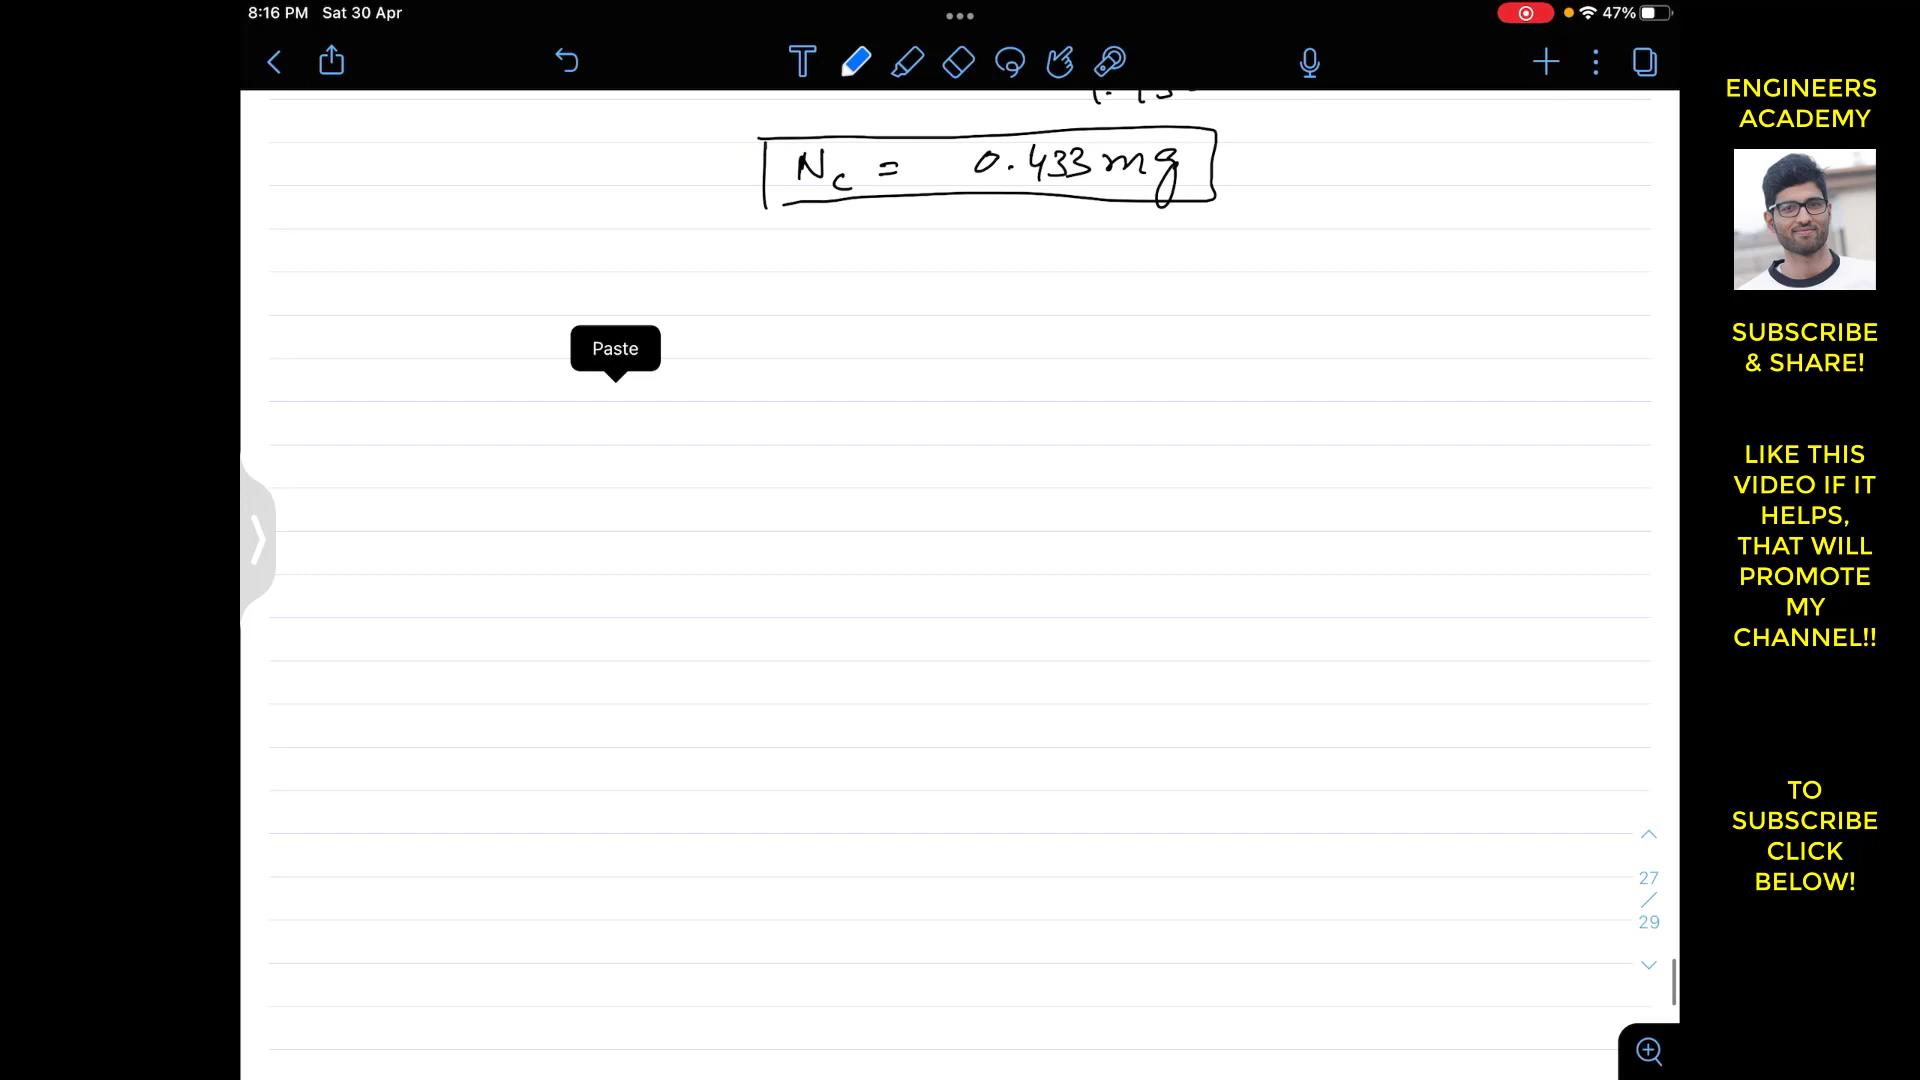 8:16 PM Sat 30 Apr
47%
N_c = 0.433 mg
Paste
27
/
29
ENGINEERS
ACADEMY
SUBSCRIBE
& SHARE!
LIKE THIS
VIDEO IF IT
HELPS,
THAT WILL
PROMOTE
MY
CHANNEL!!
TO
SUBSCRIBE
CLICK
BELOW!